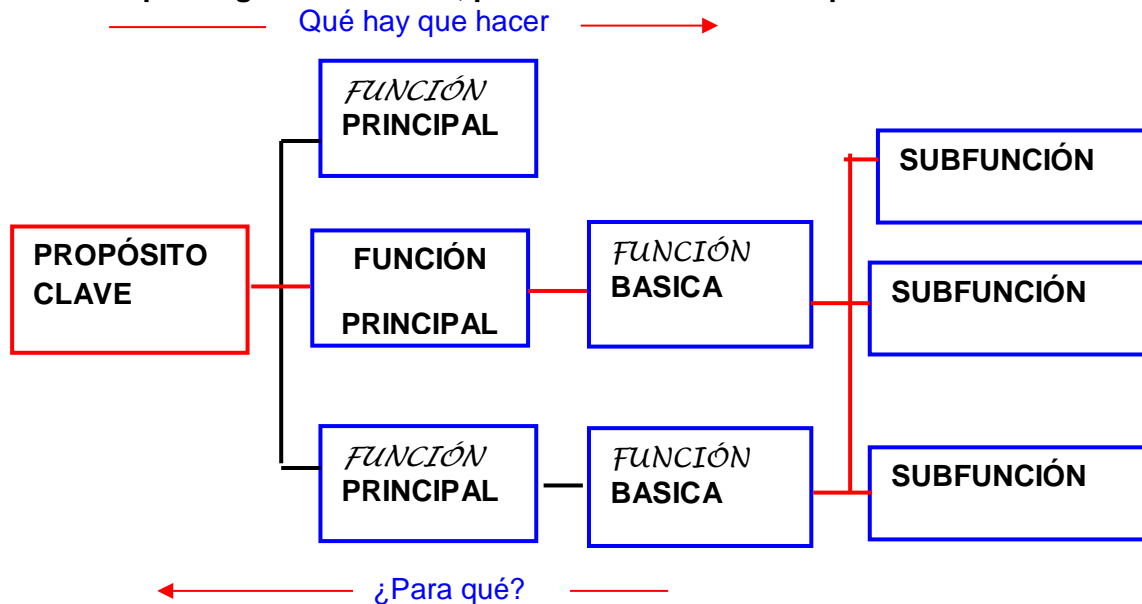 Qué hay que hacer
FUNCIÓN
PRINCIPAL
SUBFUNCIÓN
PROPÓSITO
CLAVE
FUNCIÓN
PRINCIPAL
FUNCIÓN
BASICA
SUBFUNCIÓN
FUNCIÓN
PRINCIPAL
FUNCIÓN
BASICA
SUBFUNCIÓN
¿Para qué?